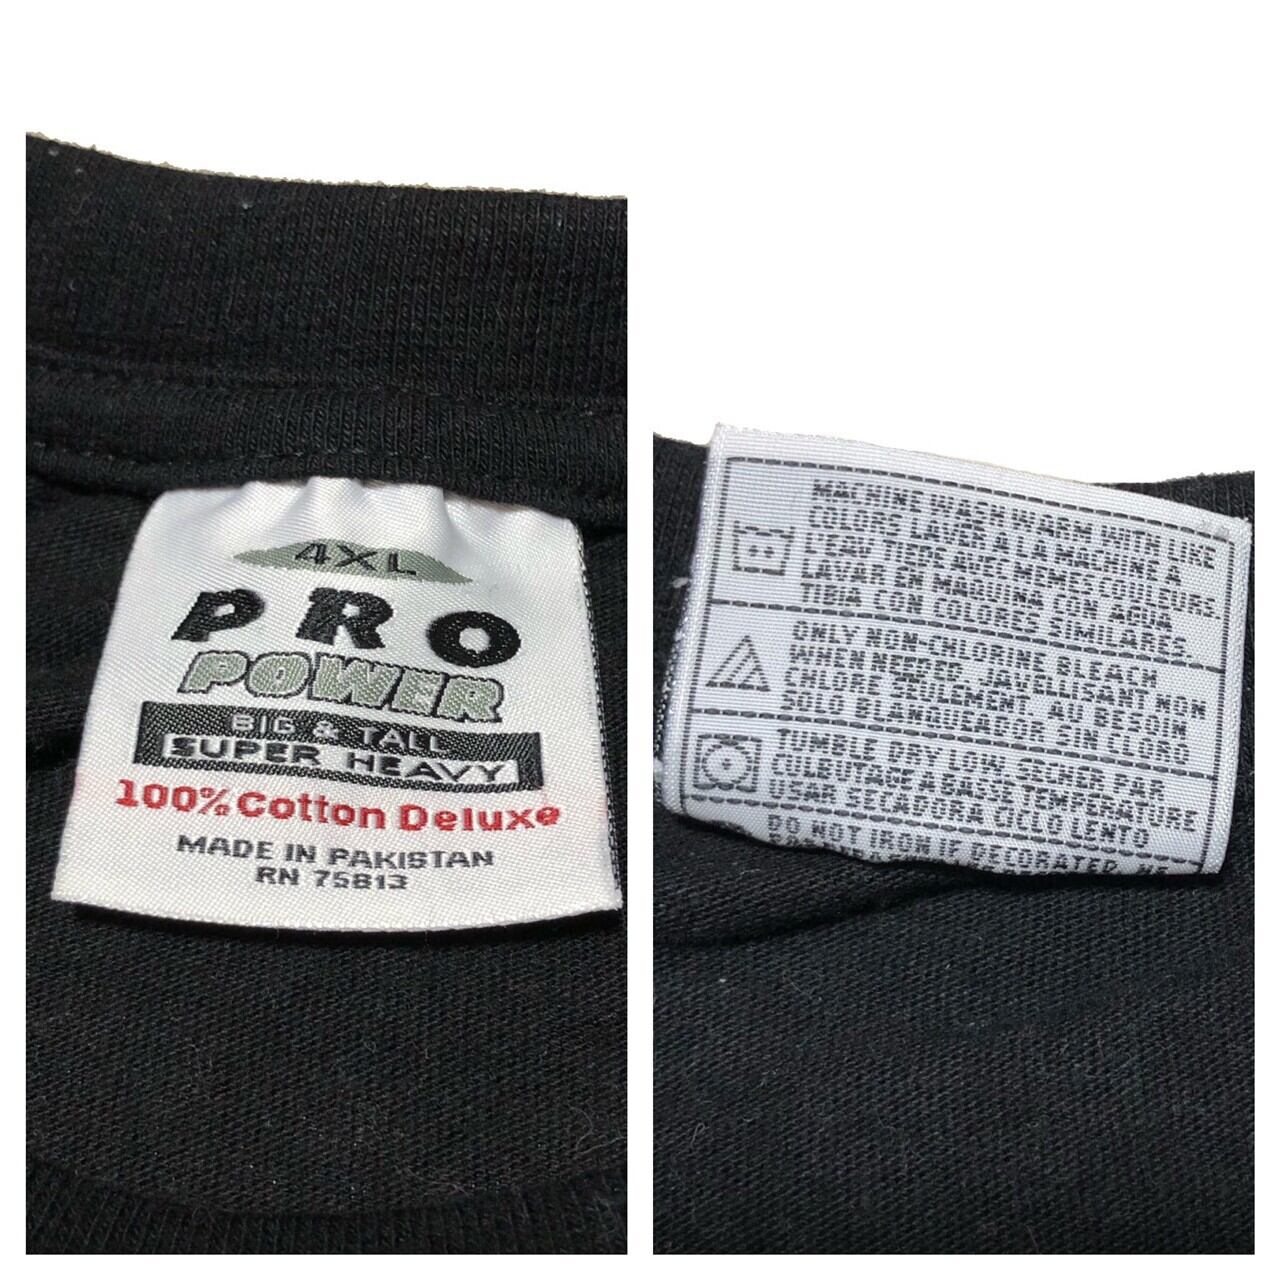 4XL
PRO
POWER
BIG & TALL
SUPER HEAVY
100% Cotton Deluxe
MADE IN PAKISTAN
RN 75813
MACHINE WASH WARM WITH LIKE
COLORS LAVER A LA MACHINE A
L'EAU TIEDE AVEC MEMES COULEURS.
LAVAR EN MAQUINA CON AGUA
TIBIA CON COLORES SIMILARES.
ONLY NON-CHLORINE BLEACH
WHEN NEEDED. JAVELLISANT NON
CHLORE SEULEMENT, AU BESOIN
SOLO BLANQUEADOR SIN CLORO
TUMBLE DRY LOW. SECHER PAR
CULBUTAGE A BASSE TEMPERATURE
USAR SECADORA CICLO LENTO
DO NOT IRON IF DECORATED. NE